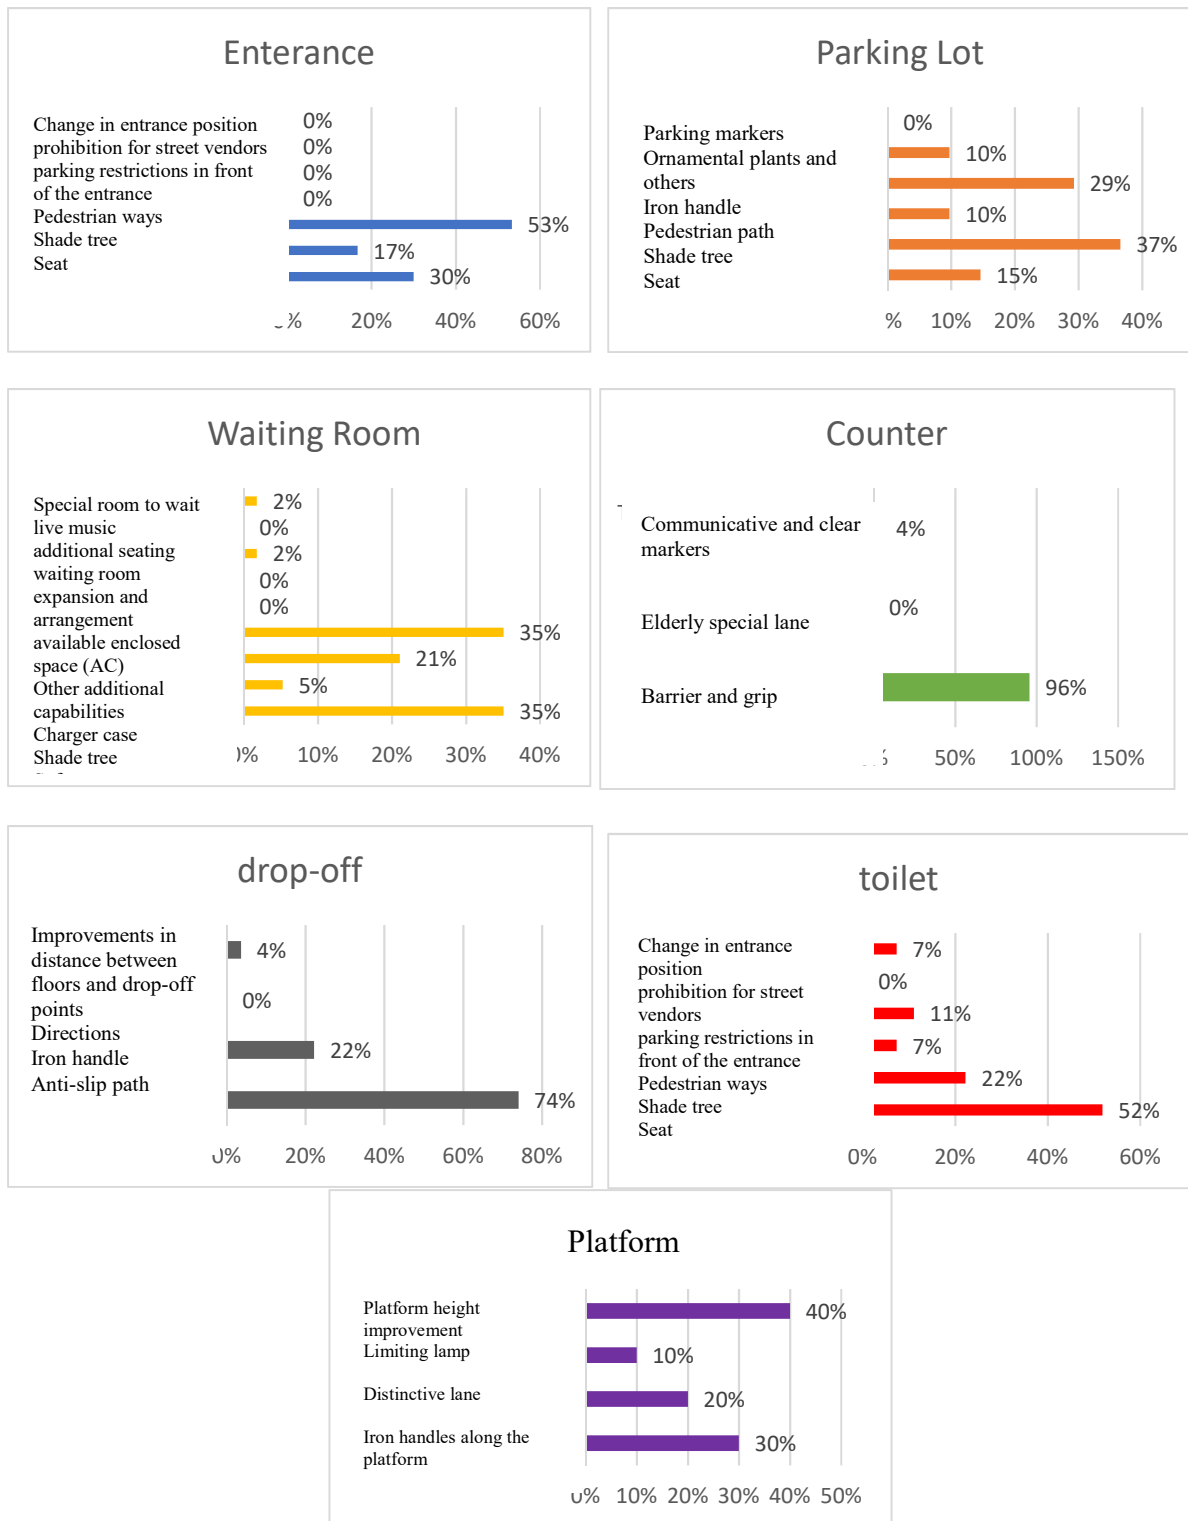 Enterance
Change in entrance position
prohibition for street vendors
parking restrictions in front
of the entrance
Pedestrian ways
Shade tree
Seat
0%
0%
0%
0%
53%
17%
30%
20%
40%
60%
Parking Lot
Parking markers
Ornamental plants and
others
Iron handle
Pedestrian path
Shade tree
Seat
0%
10%
29%
10%
37%
15%
%
10%
20%
30%
40%
Waiting Room
Special room to wait
live music
additional seating
waiting room
expansion and
arrangement
available enclosed
space (AC)
Other additional
capabilities
Charger case
Shade tree
2%
0%
2%
0%
0%
35%
21%
5%
35%
0%
10%
20%
30%
40%
Counter
Communicative and clear
markers
Elderly special lane
Barrier and grip
4%
0%
96%
50%
100%
150%
drop-off
Improvements in
distance between
floors and drop-off
points
Directions
Iron handle
Anti-slip path
4%
0%
22%
74%
0%
20%
40%
60%
80%
toilet
Change in entrance
position
prohibition for street
vendors
parking restrictions in
front of the entrance
Pedestrian ways
Shade tree
Seat
7%
0%
11%
7%
22%
52%
0%
20%
40%
60%
Platform
Platform height
improvement
Limiting lamp
Distinctive lane
Iron handles along the
platform
40%
10%
20%
30%
0%
10%
20%
30%
40%
50%